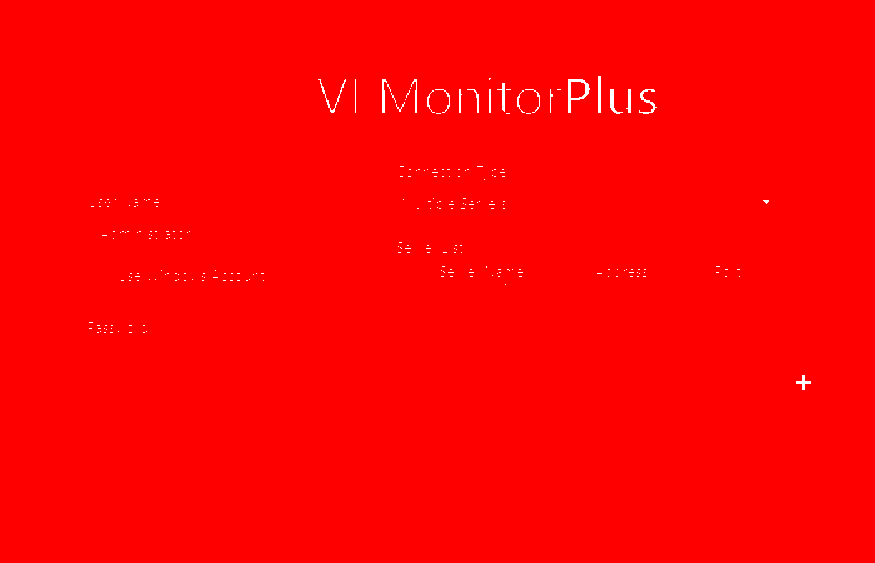 VI MonitorPlus
Connection Type
User Name
Multiple Servers
Administrator
Server List
Use Windows Account
Server Name Address Port
Password